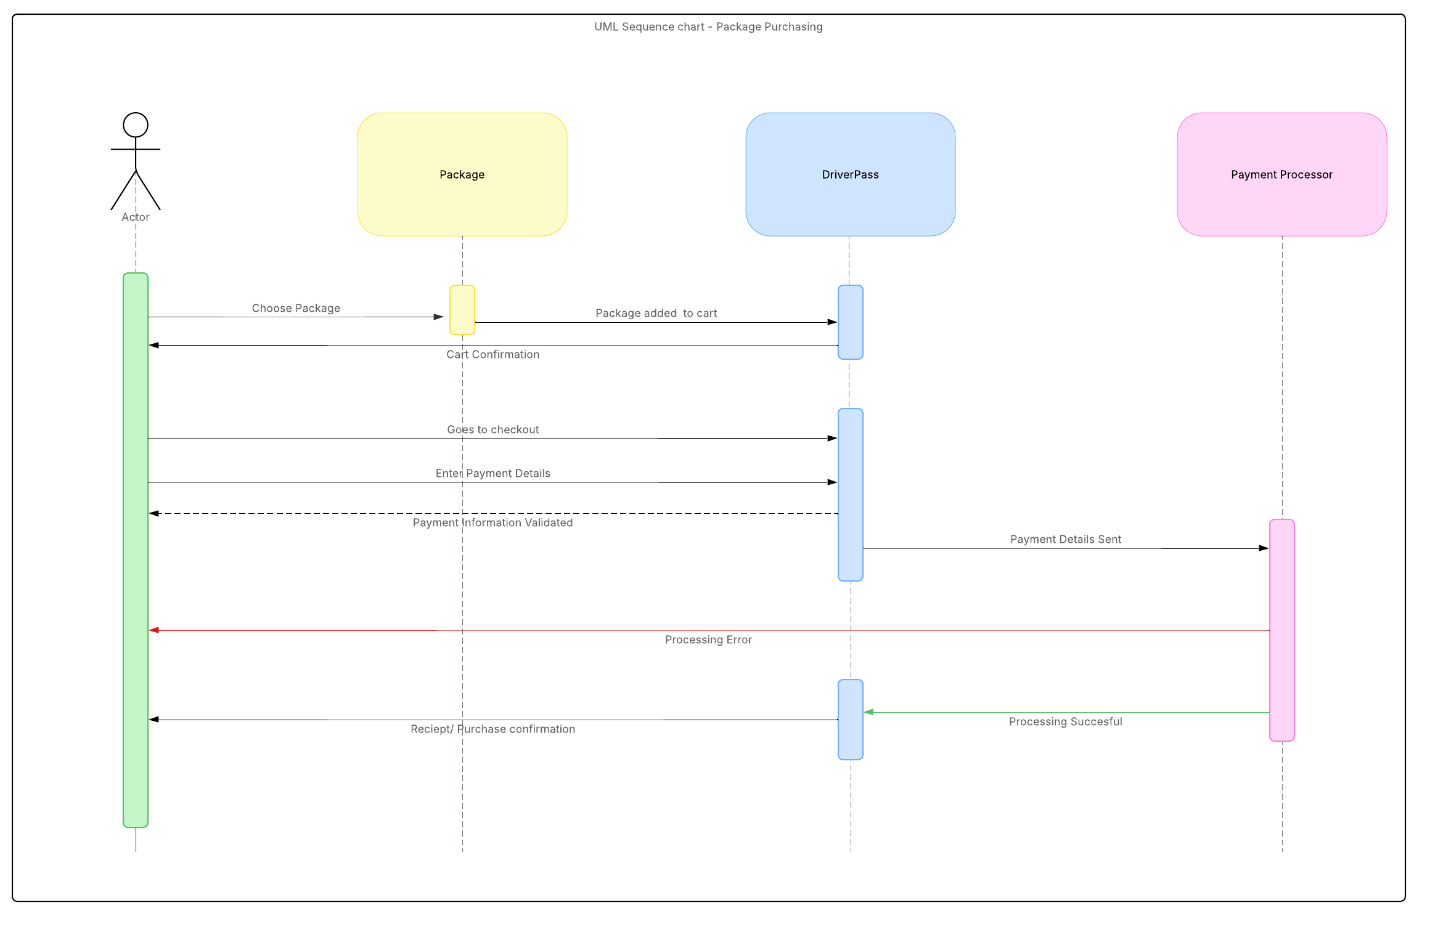 UML Sequence chart - Package Purchasing
Actor
Package
DriverPass
Payment Processor
Choose Package
Package added  to cart
Cart Confirmation
Goes to checkout
Enter Payment Details
Payment Information Validated
Payment Details Sent
Processing Error
Processing Succesful
Reciept/ Purchase confirmation